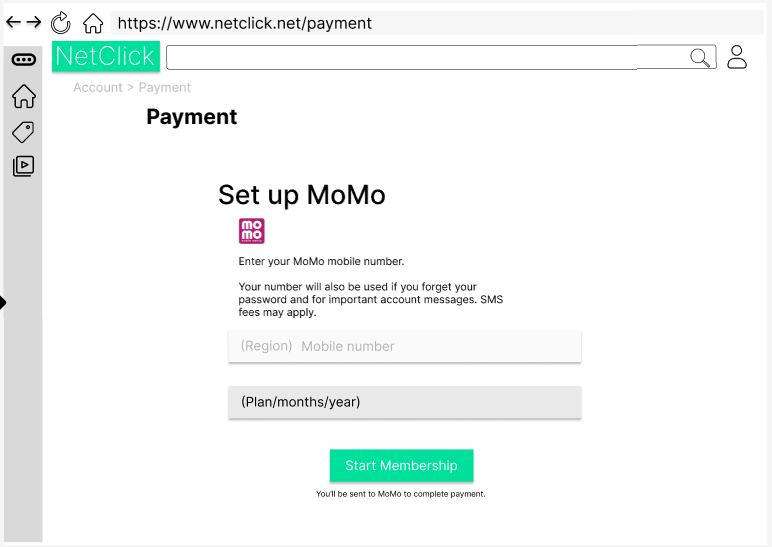 https://www.netclick.net/payment
NetClick
Account > Payment
Payment
Set up MoMo
mo
mo
Enter your MoMo mobile number.
Your number will also be used if you forget your
password and for important account messages. SMS
fees may apply.
(Region) Mobile number
(Plan/months/year)
Start Membership
You'll be sent to MoMo to complete payment.